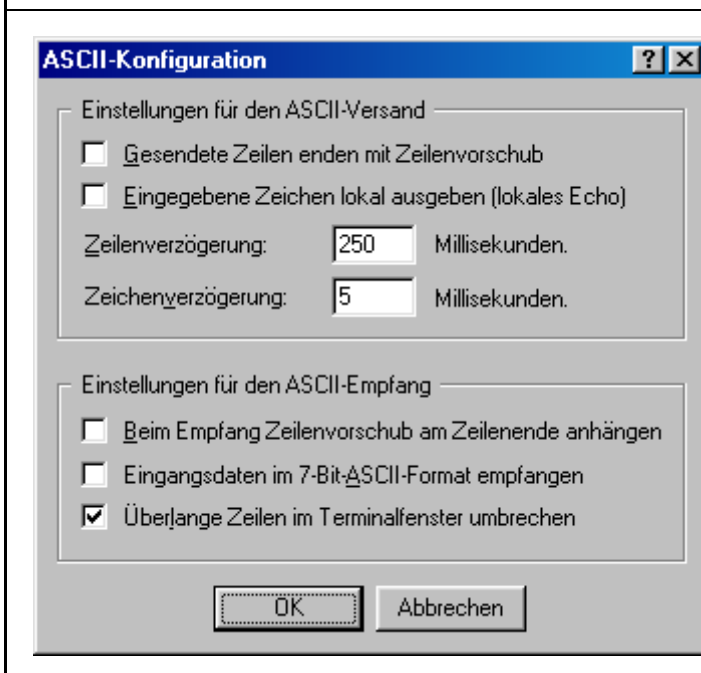 ASCII-Konfiguration
Einstellungen für den ASCII-Versand
Gesendete Zeilen enden mit Zeilenvorschub
Eingegebene Zeichen lokal ausgeben (lokales Echo)
Zeilenverzögerung: 250 Millisekunden.
Zeichenverzögerung: 5 Millisekunden.
Einstellungen für den ASCII-Empfang
Beim Empfang Zeilenvorschub am Zeilenende anhängen
Eingangsdaten im 7-Bit-ASCII-Format empfangen
Überlange Zeilen im Terminalfenster umbrechen
OK Abbrechen